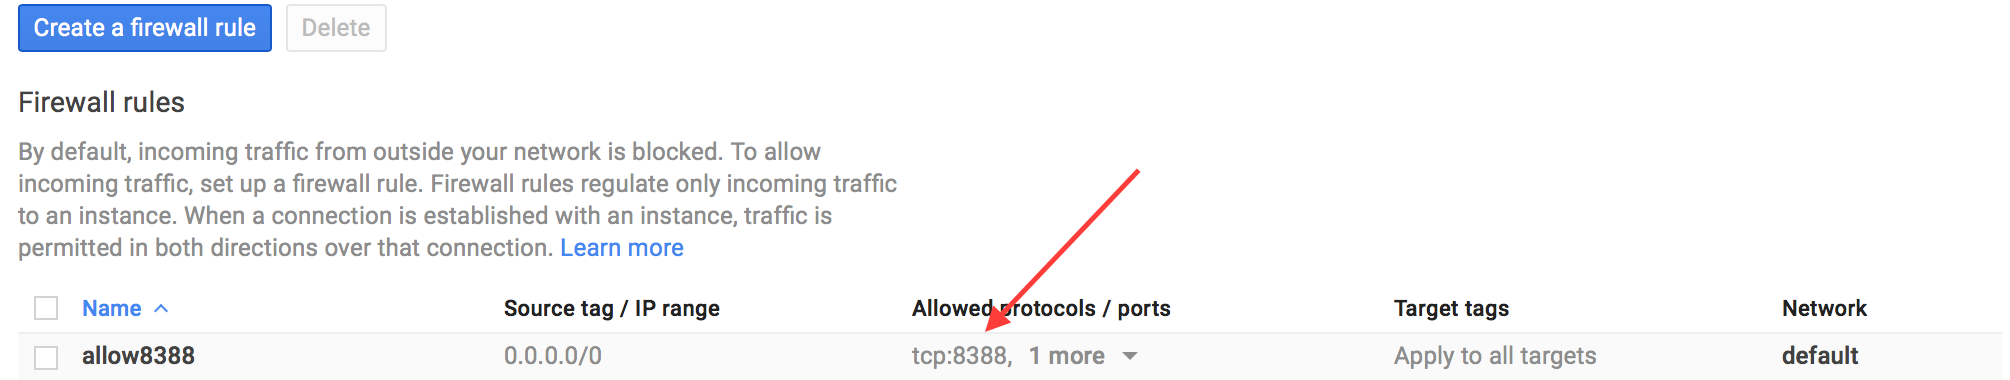 Create a firewall rule Delete
Firewall rules
By default, incoming traffic from outside your network is blocked. To allow
incoming traffic, set up a firewall rule. Firewall rules regulate only incoming traffic
to an instance. When a connection is established with an instance, traffic is
permitted in both directions over that connection. Learn more
Name Source tag / IP range Allowed protocols / ports Target tags Network
allow8388 0.0.0.0/0 tcp:8388, 1 more Apply to all targets default